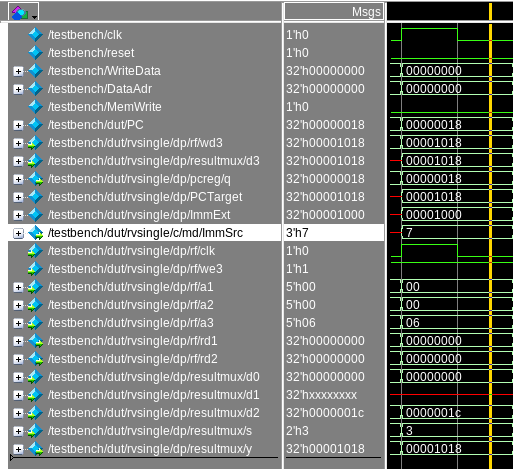 Msgs
/testbench/clk 1'h0
/testbench/reset 1'h0
/testbench/WriteData 32'h00000000 00000000
/testbench/DataAdr 32'h00000000 00000000
/testbench/MemWrite 1'h0
/testbench/dut/PC 32'h00000018 00000018
/testbench/dut/rvsingle/dp/rf/wd3 32'h00001018 00001018
/testbench/dut/rvsingle/dp/resultmux/d3 32'h00001018 00001018
/testbench/dut/rvsingle/dp/pcreg/q 32'h00000018 00000018
/testbench/dut/rvsingle/dp/PCTarget 32'h00001018 00001018
/testbench/dut/rvsingle/dp/ImmExt 32'h00001000 00001000
/testbench/dut/rvsingle/c/md/ImmSrc 3'h7 7
/testbench/dut/rvsingle/dp/rf/clk 1'h0
/testbench/dut/rvsingle/dp/rf/we3 1'h1
/testbench/dut/rvsingle/dp/rf/a1 5'h00 00
/testbench/dut/rvsingle/dp/rf/a2 5'h00 00
/testbench/dut/rvsingle/dp/rf/a3 5'h06 06
/testbench/dut/rvsingle/dp/rf/rd1 32'h00000000 00000000
/testbench/dut/rvsingle/dp/rf/rd2 32'h00000000 00000000
/testbench/dut/rvsingle/dp/resultmux/d0 32'h00000000 00000000
/testbench/dut/rvsingle/dp/resultmux/d1 32'hxxxxxxxx
/testbench/dut/rvsingle/dp/resultmux/d2 32'h0000001c 0000001c
/testbench/dut/rvsingle/dp/resultmux/s 2'h3 3
/testbench/dut/rvsingle/dp/resultmux/y 32'h00001018 00001018